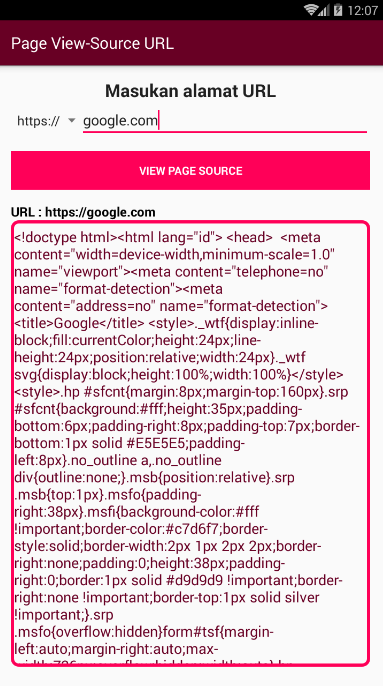 12:07
Page View-Source URL
Masukan alamat URL
https://
google.com
VIEW PAGE SOURCE
URL : https://google.com
<!doctype html><html lang="id"> <head>  <meta
content="width=device-width,minimum-scale=1.0"
name="viewport"><meta content="telephone=no"
name="format-detection"><meta
content="address=no" name="format-detection">
<title>Google</title> <style>._wtf{display:inline-
block;fill:currentColor;height:24px;line-
height:24px;position:relative;width:24px}._wtf
svg{display:block;height:100%;width:100%}</style>
<style>.hp #sfcnt{margin:8px;margin-top:160px}.srp
#sfcnt{background:#fff;height:35px;padding-
bottom:6px;padding-right:8px;padding-top:7px;border-
bottom:1px solid #E5E5E5;padding-
left:8px}.no_outline a,.no_outline
div{outline:none;}.msb{position:relative}.srp
.msb{top:1px}.msfo{padding-
right:38px}.msfi{background-color:#fff
!important;border-color:#c7d6f7;border-
style:solid;border-width:2px 1px 2px 2px;border-
right:none;padding:0;height:38px;padding-
right:0;border:1px solid #d9d9d9 !important;border-
right:none !important;border-top:1px solid silver
!important;}.srp
.msfo{overflow:hidden}form#tsf{margin-
left:auto;margin-right:auto;max-